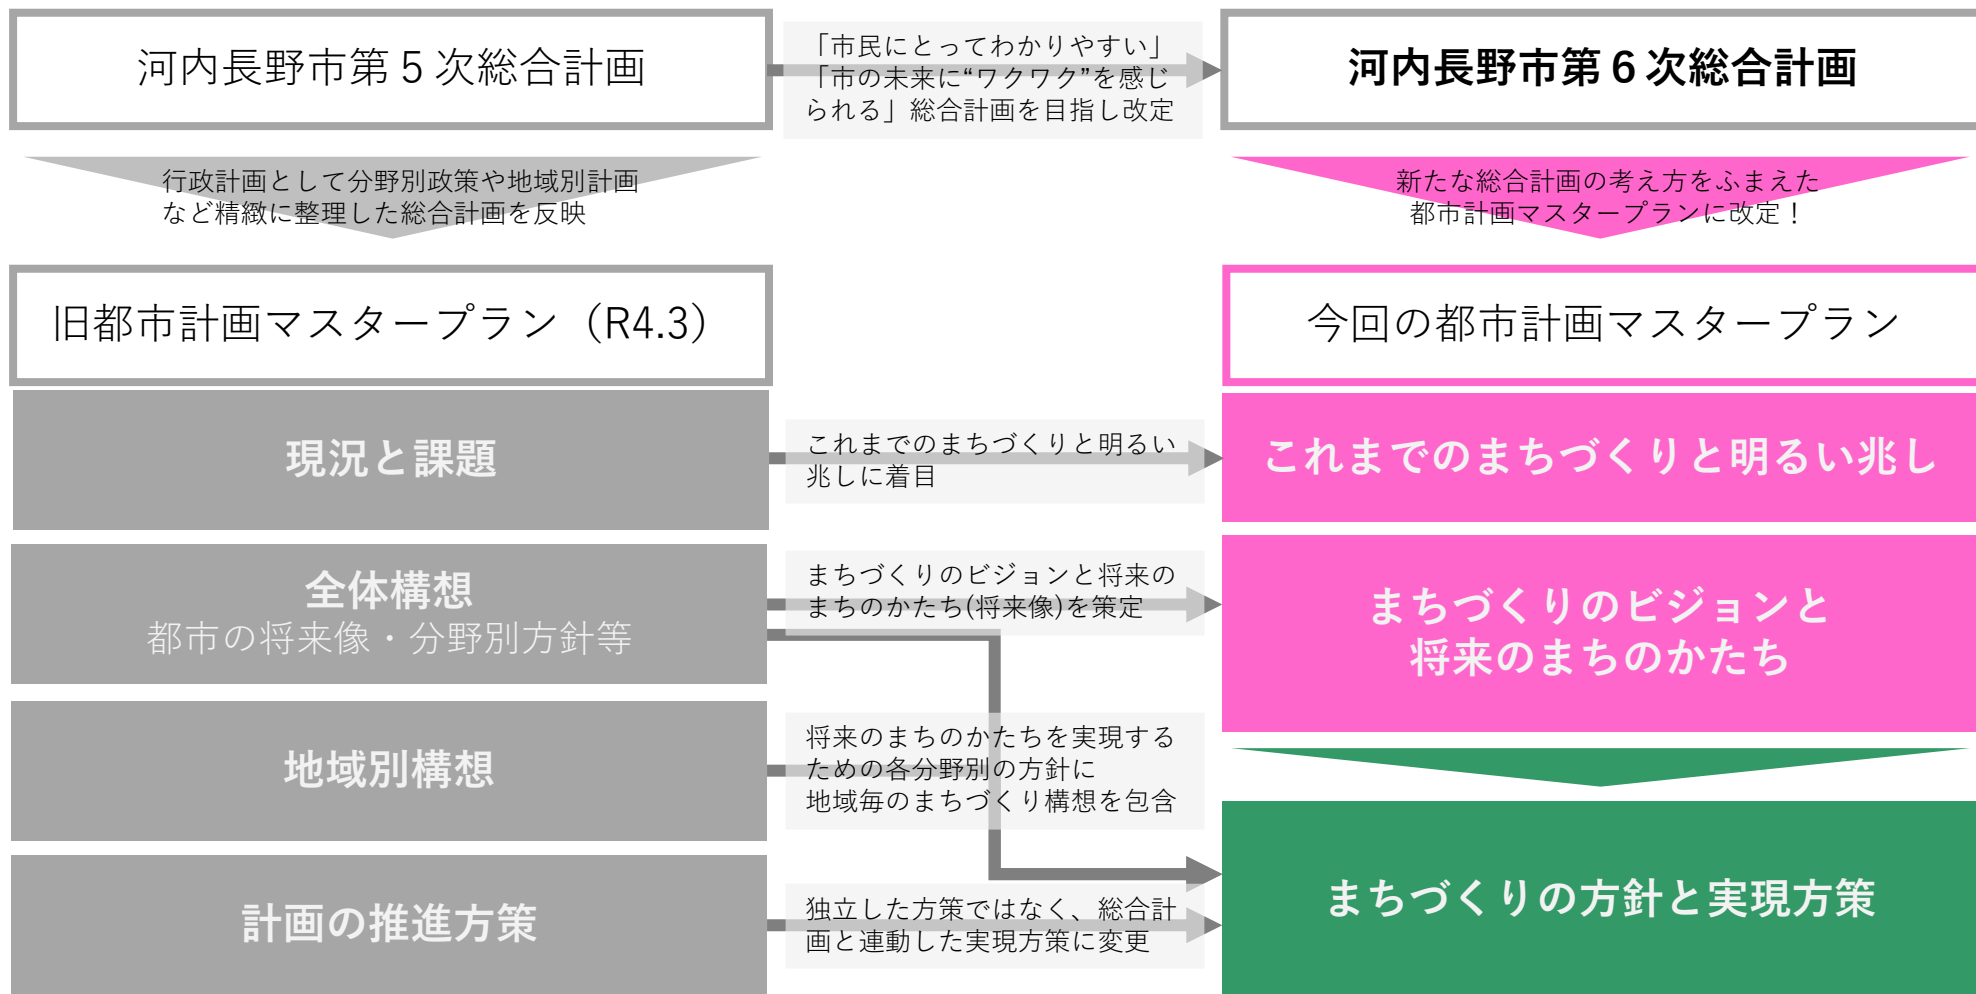 河内長野市第５次総合計画
「市民にとってわかりやすい」
「市の未来に“ワクワク”を感じ
られる」総合計画を目指し改定
河内長野市第６次総合計画
行政計画として分野別政策や地域別計画
など精緻に整理した総合計画を反映
新たな総合計画の考え方をふまえた
都市計画マスタープランに改定！
旧都市計画マスタープラン（R4.3）
今回の都市計画マスタープラン
現況と課題
これまでのまちづくりと明るい
兆しに着目
これまでのまちづくりと明るい兆し
全体構想
都市の将来像・分野別方針等
まちづくりのビジョンと将来の
まちのかたち(将来像)を策定
まちづくりのビジョンと
将来のまちのかたち
地域別構想
将来のまちのかたちを実現する
ための各分野別の方針に
地域毎のまちづくり構想を包含
計画の推進方策
独立した方策ではなく、総合計
画と連動した実現方策に変更
まちづくりの方針と実現方策